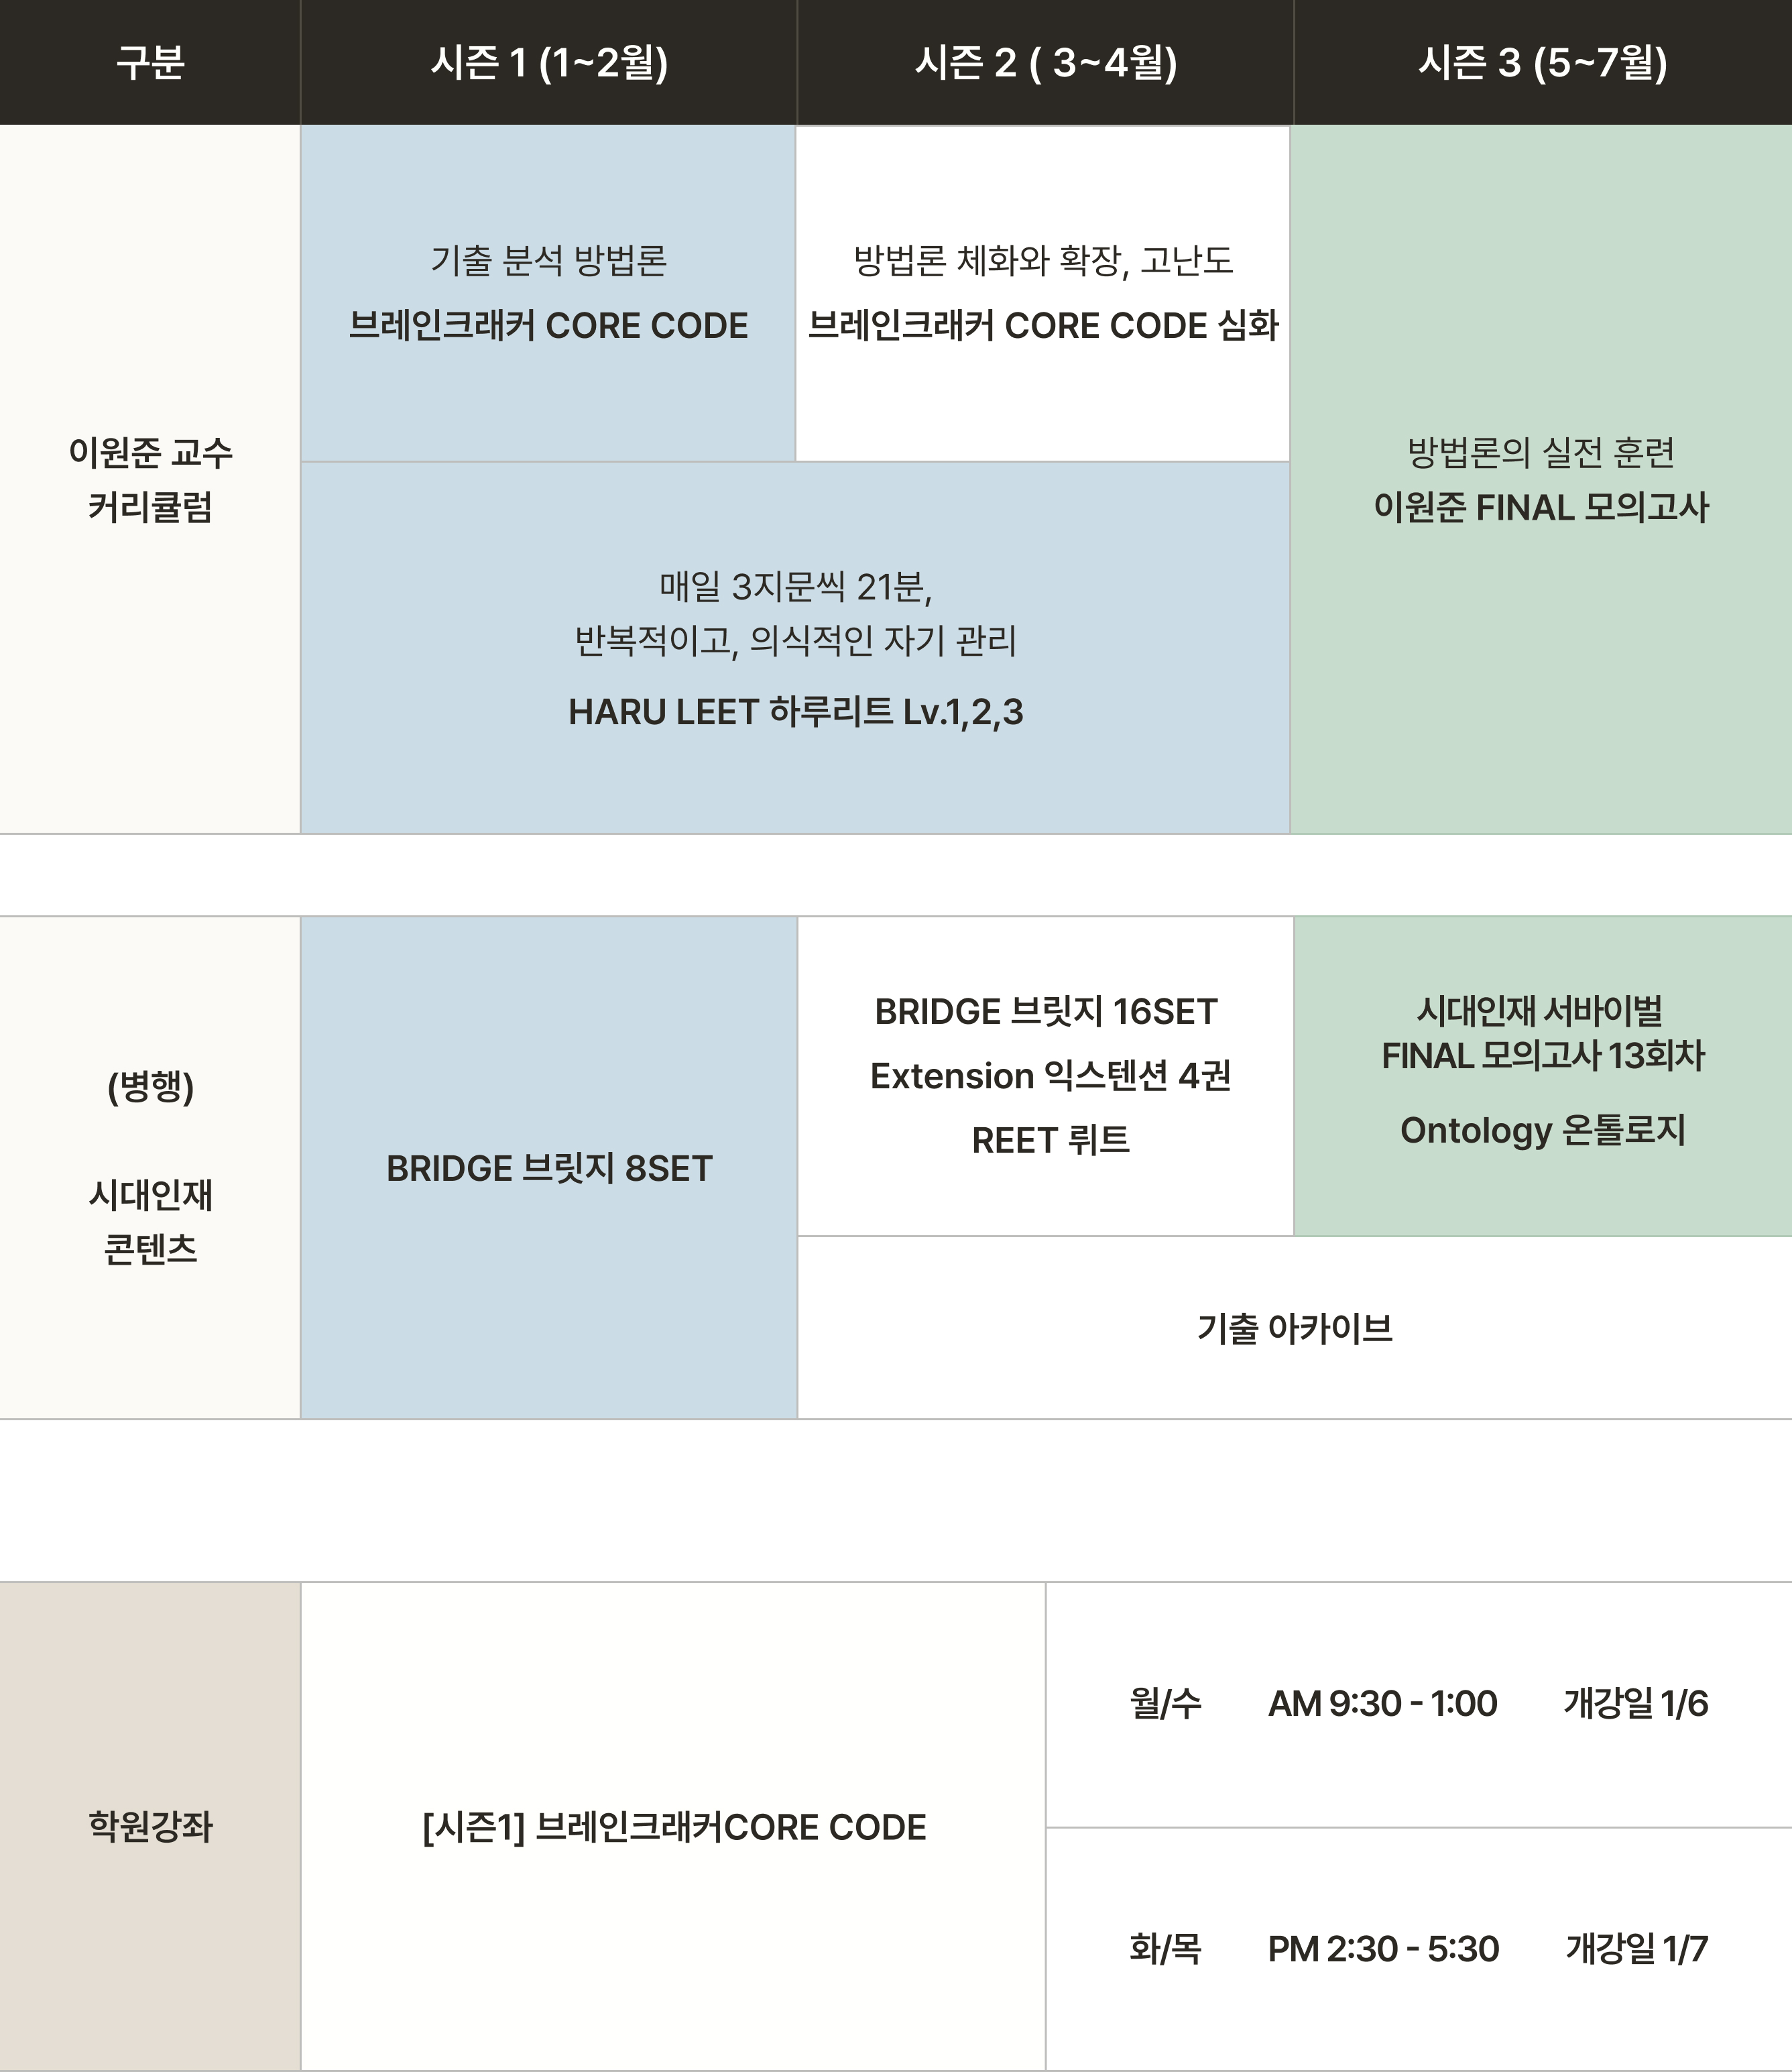 구분
시즌 1 (1~2월)
시즌 2 ( 3~4월)
시즌 3 (5~7월)
이원준 교수
커리큘럼
기출 분석 방법론
브레인크래커 CORE CODE
방법론 체화와 확장, 고난도
브레인크래커 CORE CODE 심화
매일 3지문씩 21분,
반복적이고, 의식적인 자기 관리
HARU LEET 하루리트 Lv.1,2,3
방법론의 실전 훈련
이원준 FINAL 모의고사
(병행)
시대인재
콘텐츠
BRIDGE 브릿지 8SET
BRIDGE 브릿지 16SET
Extension 익스텐션 4권
REET 뤼트
시대인재 서바이벌
FINAL 모의고사 13회차
Ontology 온톨로지
기출 아카이브
학원강좌
[시즌1] 브레인크래커CORE CODE
월/수 AM 9:30 - 1:00 개강일 1/6
화/목 PM 2:30 - 5:30 개강일 1/7